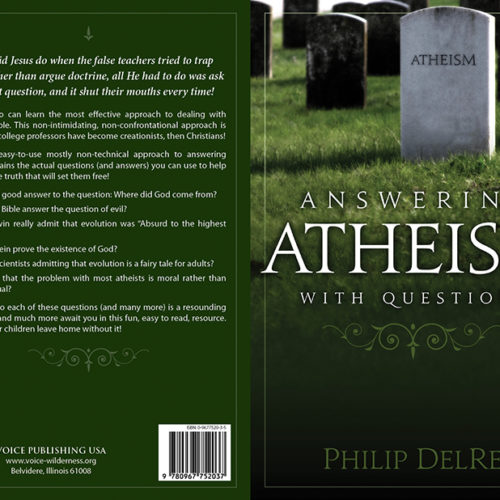 id Jesus do when the false teachers tried to trap
her than argue doctrine, all He had to do was ask
t question, and it shut their mouths every time!
o can learn the most effective approach to dealing with
ple. This non-intimidating, non-confrontational approach is
college professors have become creationists, then Christians!
easy-to-use mostly non-technical approach to answering
ains the actual questions (and answers) you can use to help
e truth that will set them free!
good answer to the question: Where did God come from?
Bible answer the question of evil?
win really admit that evolution was "Absurd to the highest
ein prove the existence of God?
cientists admitting that evolution is a fairy tale for adults?
that the problem with most atheists is moral rather than
ual?
o each of these questions (and many more) is a resounding
and much more await you in this fun, easy to read, resource.
r children leave home without it!
VOICE PUBLISHING USA
www.voice-wilderness.org
Belvidere, Illinois 61008
ISBN 0-9677520-3-5
9 780967 752037
ATHEISM
ANSWERIN
ATHEIS
WITH QUESTIO
PHILIP DELRE